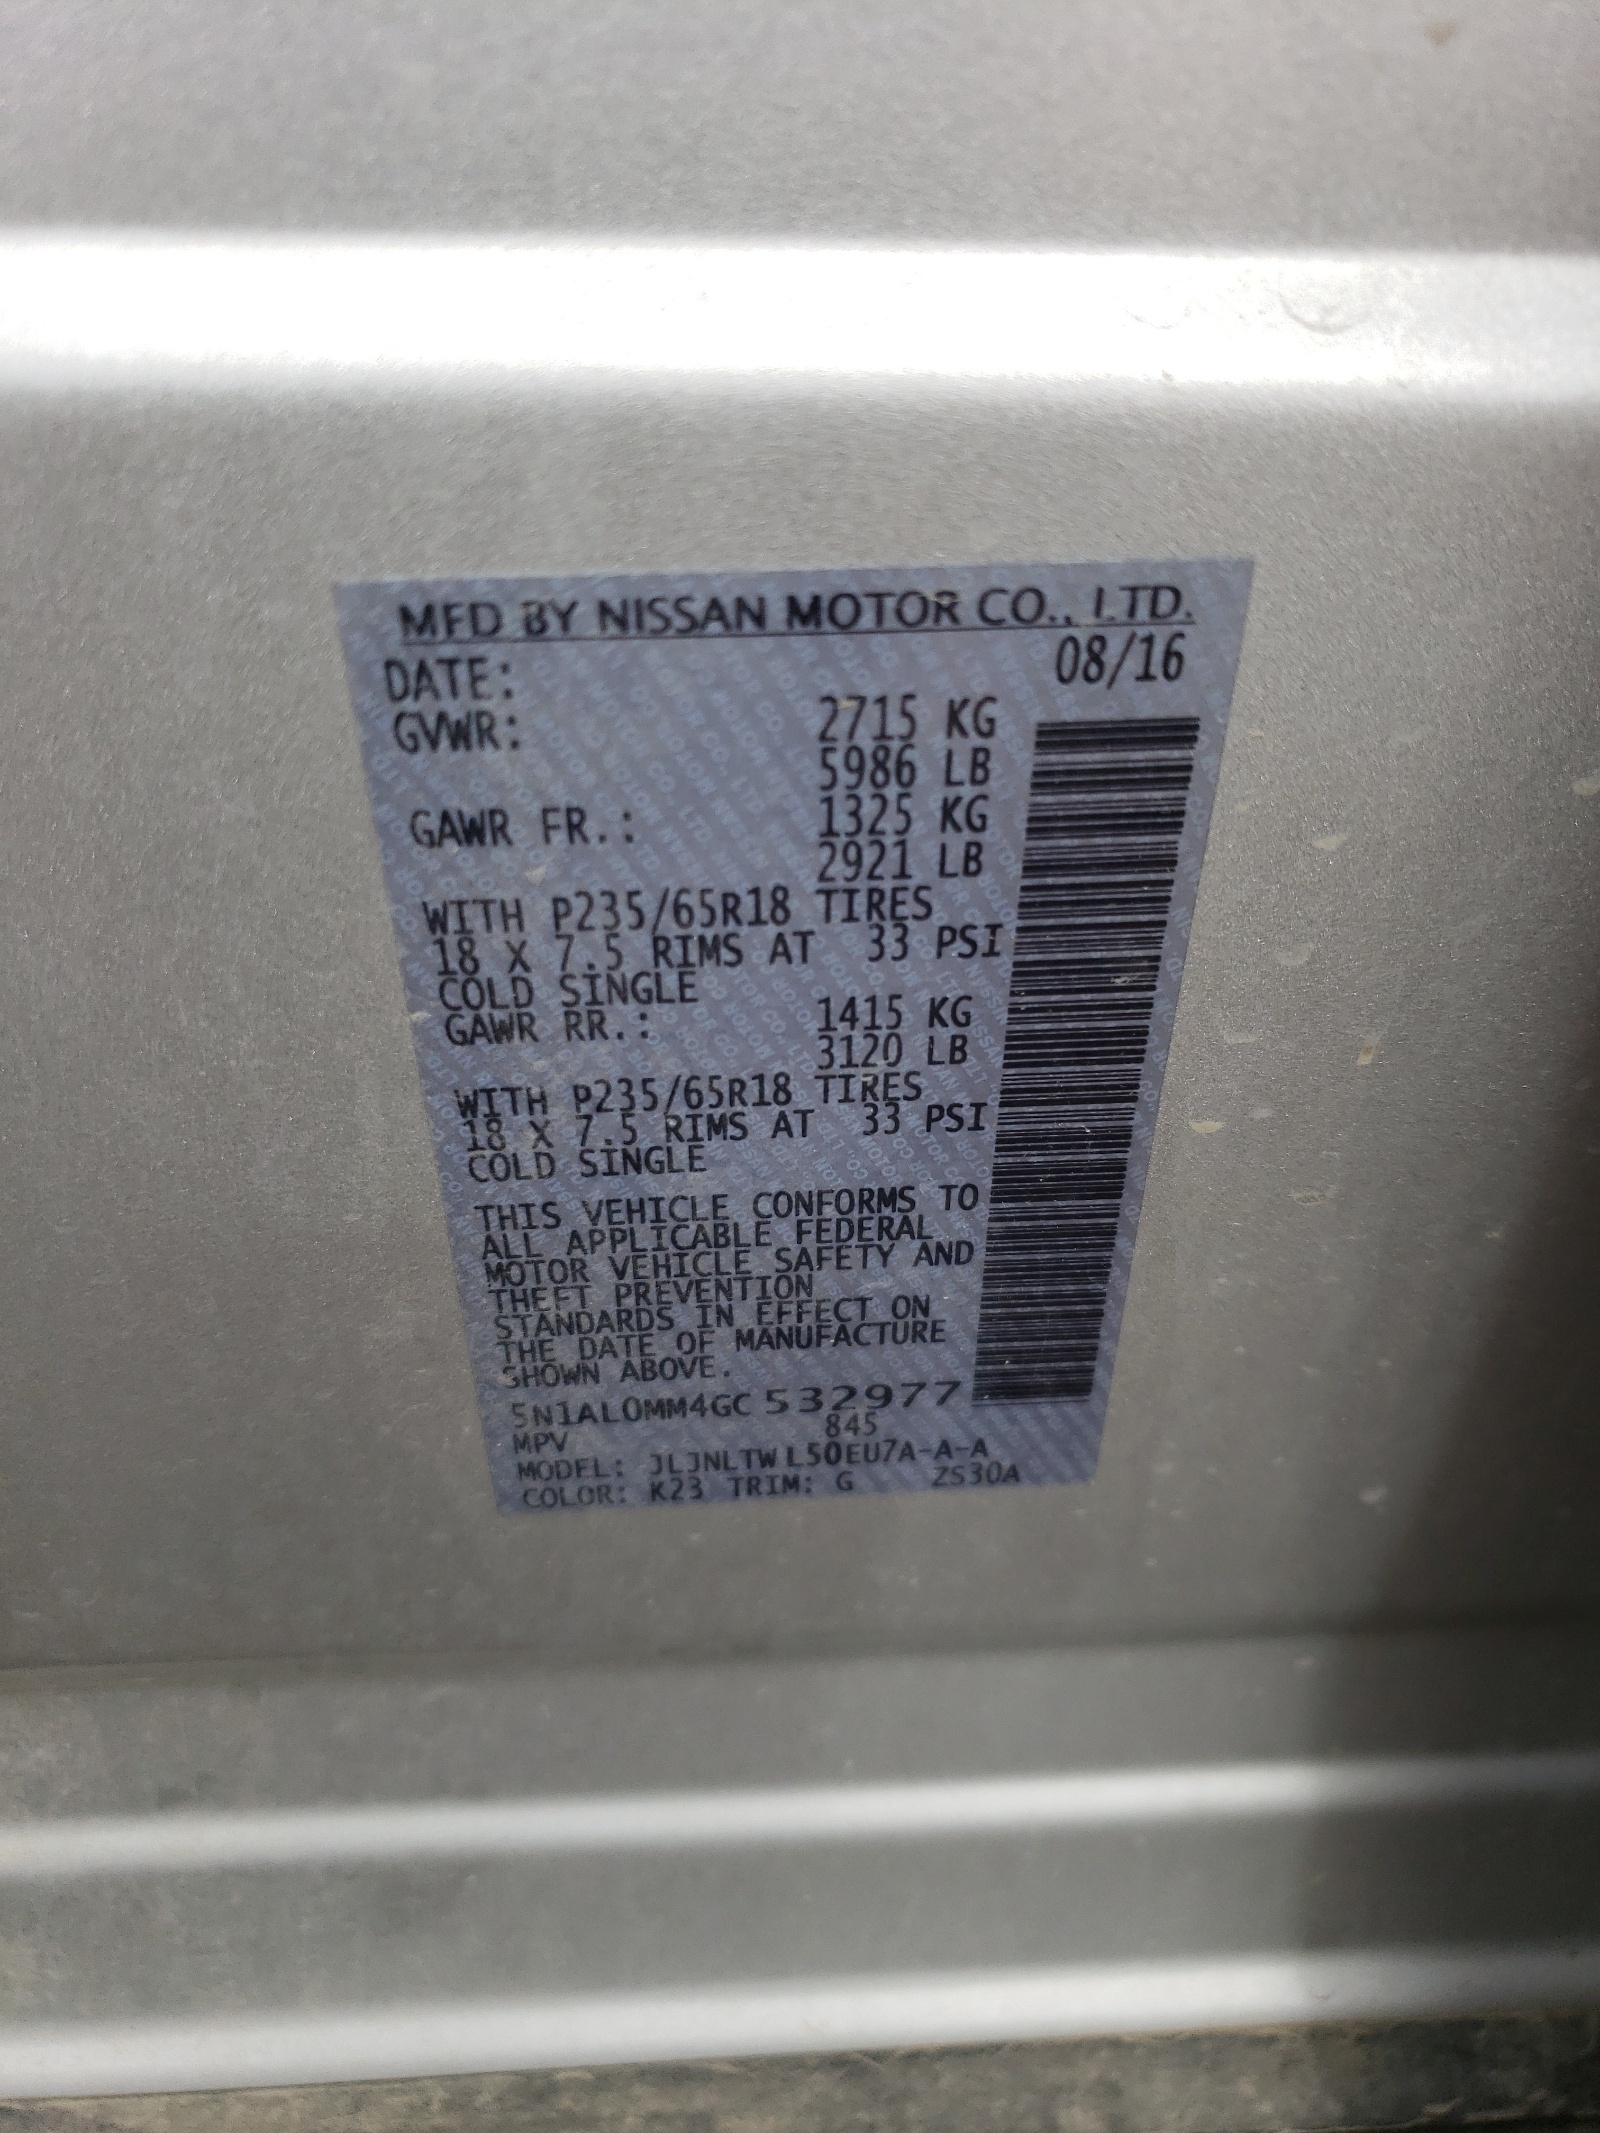 MFD BY NISSAN MOTOR CO., LTD.
DATE: 08/16
GVWR: 2715 KG
5986 LB
GAWR FR.: 1325 KG
2921 LB
WITH P235/65R18 TIRES
18 X 7.5 RIMS AT 33 PSI
COLD SINGLE
GAWR RR.: 1415 KG
3120 LB
WITH P235/65R18 TIRES
18 X 7.5 RIMS AT 33 PSI
COLD SINGLE
THIS VEHICLE CONFORMS TO
ALL APPLICABLE FEDERAL
MOTOR VEHICLE SAFETY AND
THEFT PREVENTION
STANDARDS IN EFFECT ON
THE DATE OF MANUFACTURE
SHOWN ABOVE.
5N1AL0MM4GC 532977
MPV 845
MODEL: JLJNLTW L50EU7A-A-A
COLOR: K23 TRIM: G ZS30A